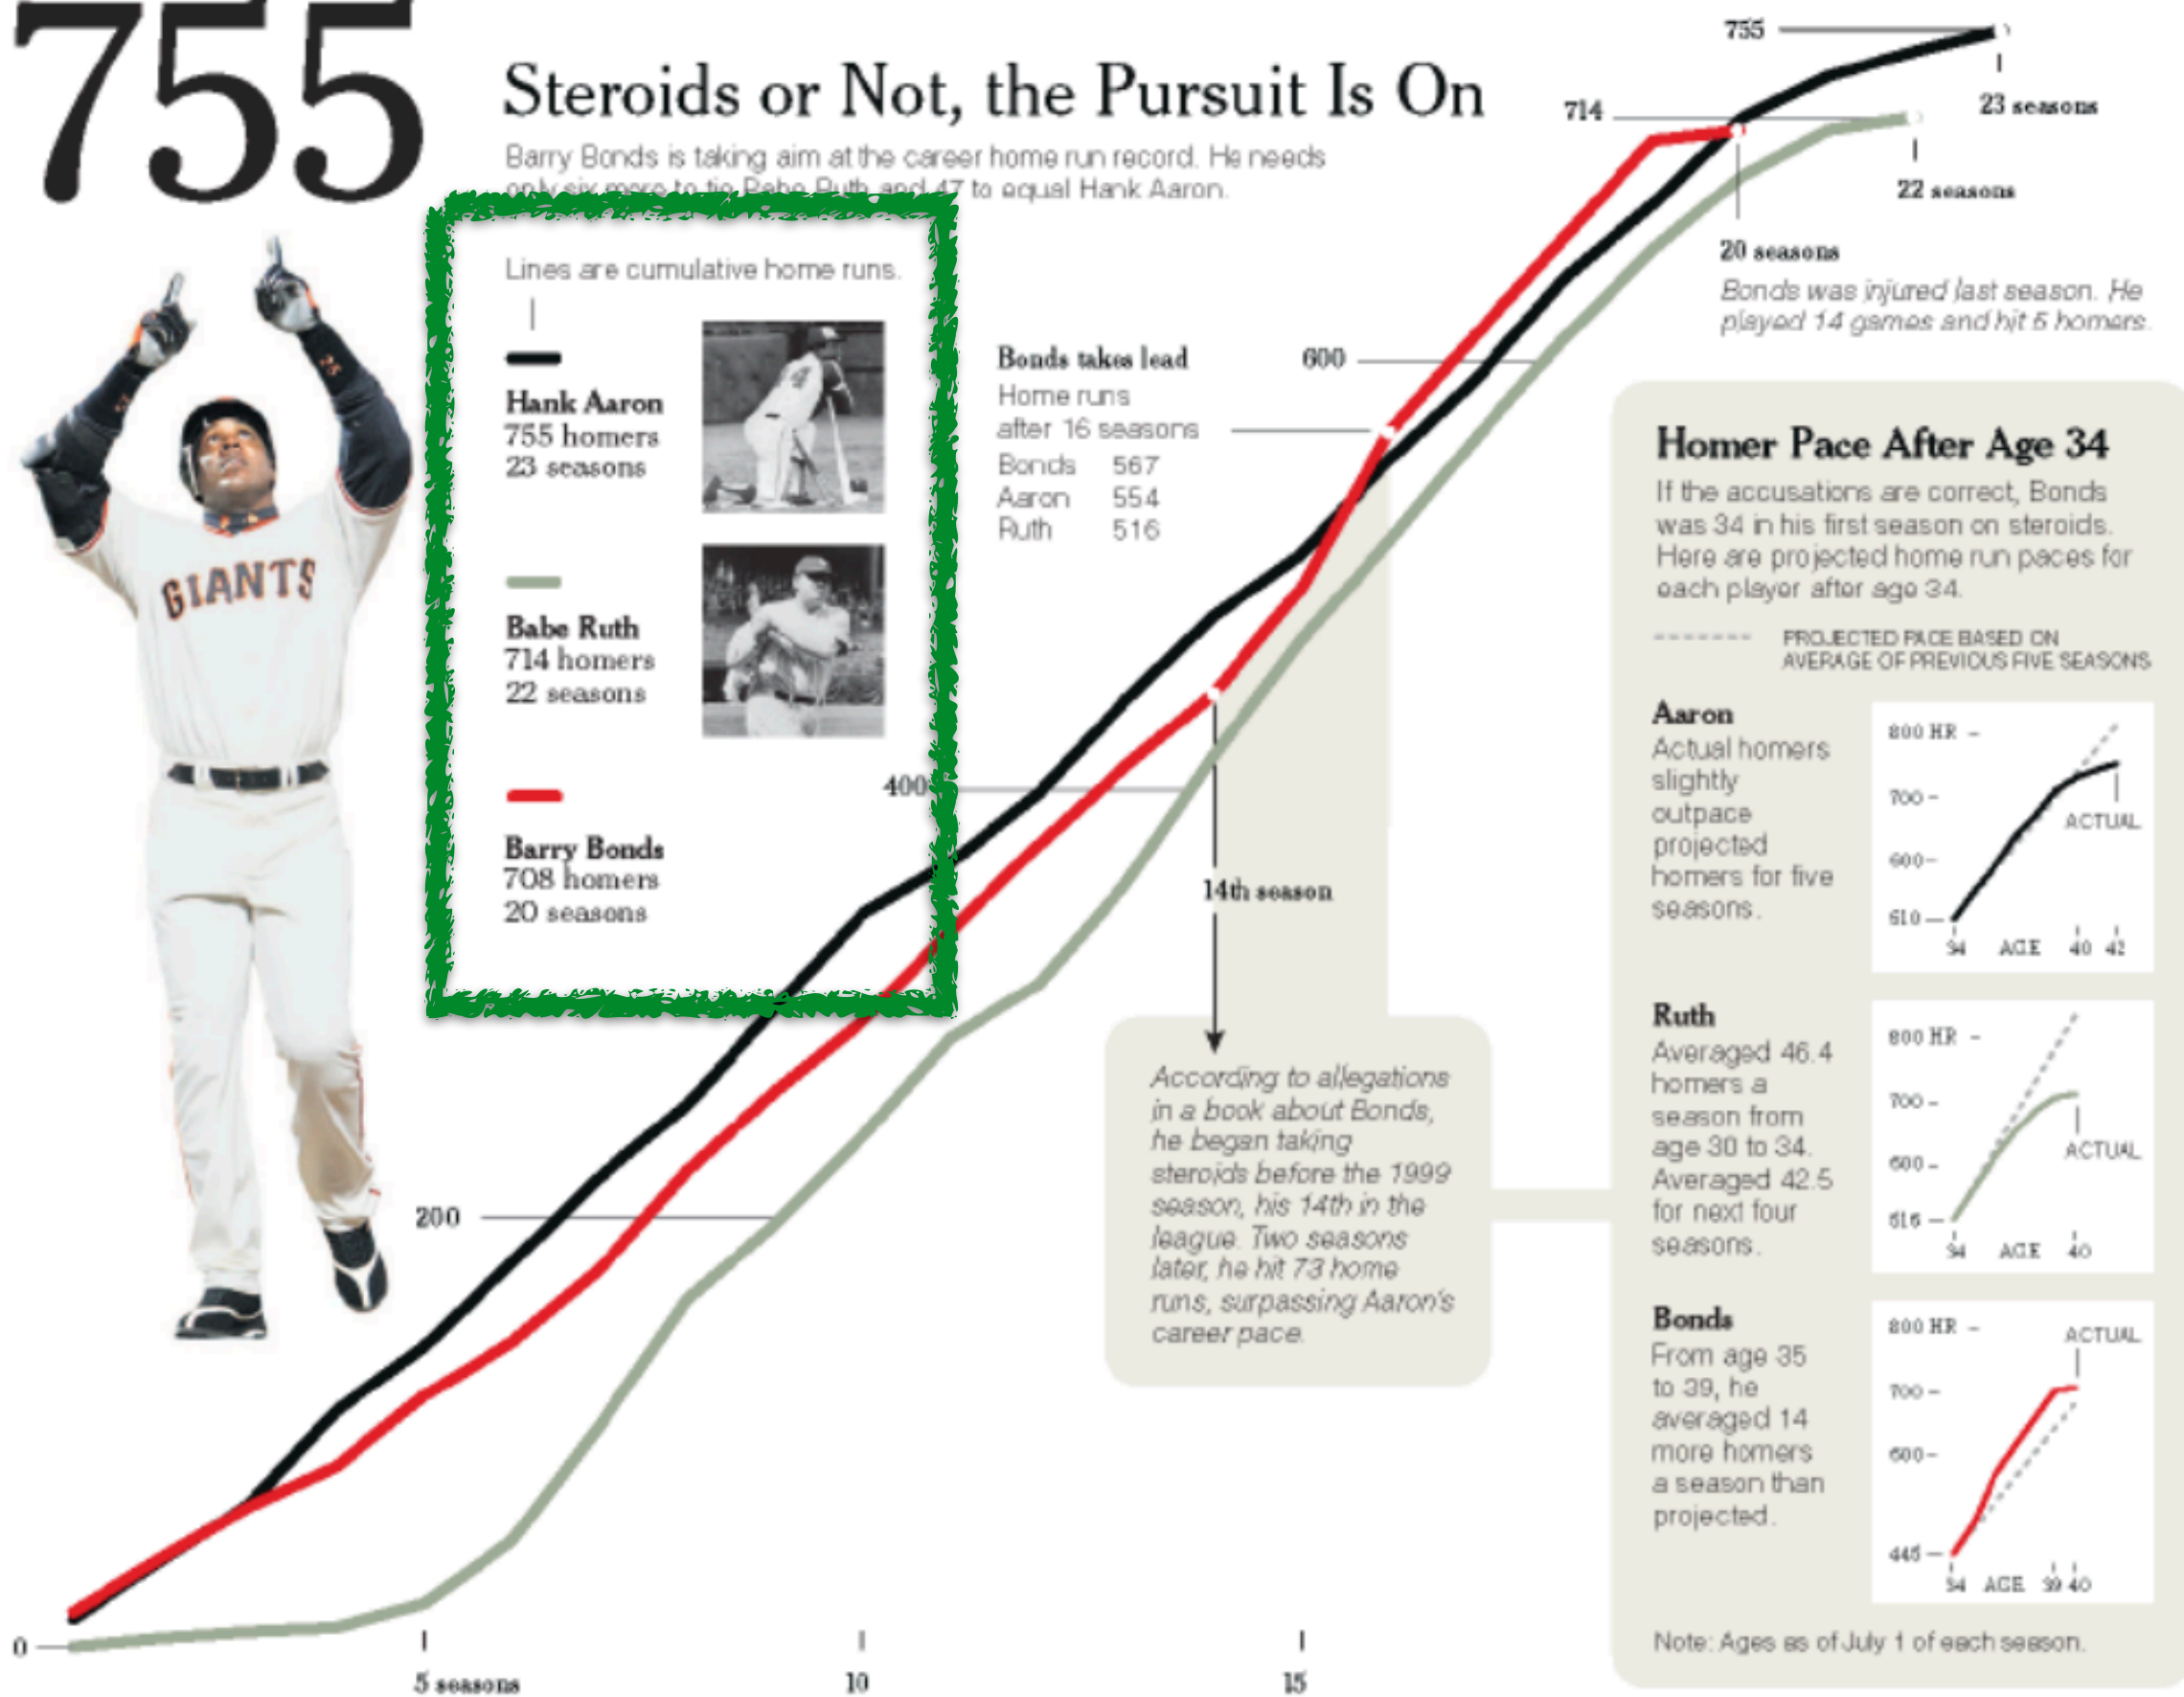 755
Steroids or Not, the Pursuit Is On
Barry Bonds is taking aim at the career home run record. He needs
only six more to tie Babe Ruth and 47 to equal Hank Aaron.
Lines are cumulative home runs.
Hank Aaron
755 homers
23 seasons
Babe Ruth
714 homers
22 seasons
Barry Bonds
708 homers
20 seasons
GIANTS
25
Bonds takes lead
Home runs
after 16 seasons
Bonds 567
Aaron 554
Ruth 516
755
714
600
400
200
0
5 seasons
10
15
23 seasons
22 seasons
20 seasons
Bonds was injured last season. He
played 14 games and hit 5 homers.
14th season
According to allegations
in a book about Bonds,
he began taking
steroids before the 1999
season, his 14th in the
league. Two seasons
later, he hit 73 home
runs, surpassing Aaron's
career pace.
Homer Pace After Age 34
If the accusations are correct, Bonds
was 34 in his first season on steroids.
Here are projected home run paces for
each player after age 34.
PROJECTED PACE BASED ON
AVERAGE OF PREVIOUS FIVE SEASONS
Aaron
Actual homers
slightly
outpace
projected
homers for five
seasons.
800 HR
700
600
510
34 AGE 40 42
ACTUAL
Ruth
Averaged 46.4
homers a
season from
age 30 to 34.
Averaged 42.5
for next four
seasons.
800 HR
700
600
516
34 AGE 40
ACTUAL
Bonds
From age 35
to 39, he
averaged 14
more homers
a season than
projected.
800 HR
700
600
445
34 AGE 39 40
ACTUAL
Note: Ages as of July 1 of each season.